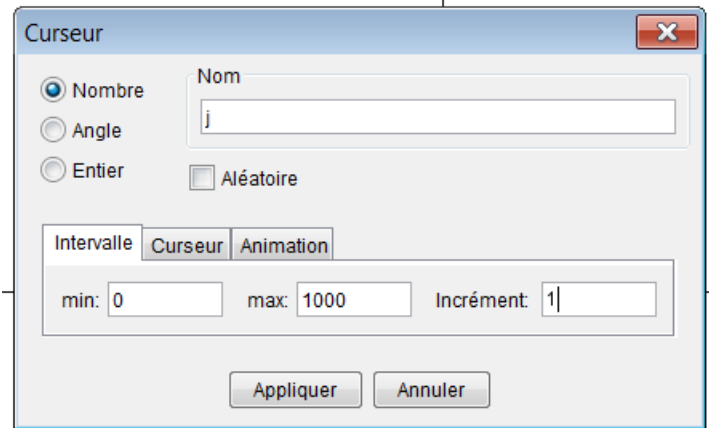 Curseur
Nombre
Angle
Entier
Nom
j
Aléatoire
Intervalle Curseur Animation
min: 0 max: 1000 Incrément: 1
Appliquer Annuler